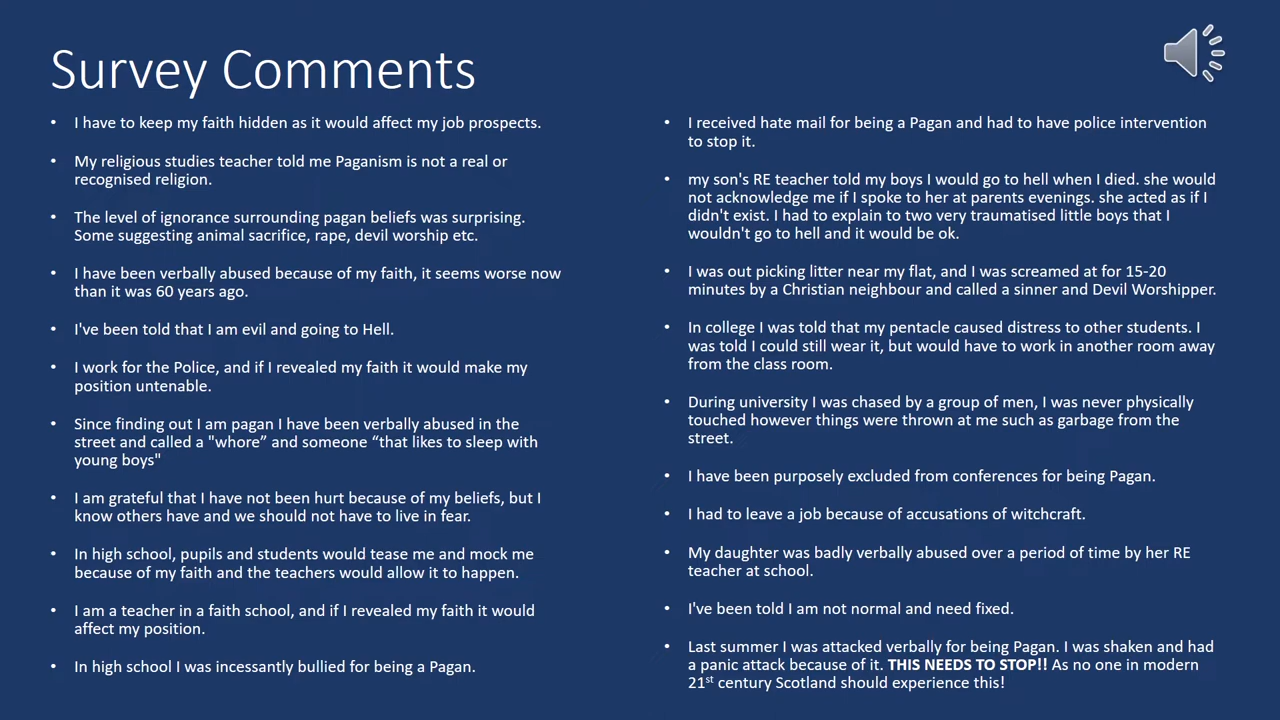 Survey Comments
• I have to keep my faith hidden as it would affect my job prospects.
• My religious studies teacher told me Paganism is not a real or
recognised religion.
• The level of ignorance surrounding pagan beliefs was surprising.
Some suggesting animal sacrifice, rape, devil worship etc.
• I have been verbally abused because of my faith, it seems worse now
than it was 60 years ago.
• I've been told that I am evil and going to Hell.
• I work for the Police, and if I revealed my faith it would make my
position untenable.
• Since finding out I am pagan I have been verbally abused in the
street and called a "whore” and someone “that likes to sleep with
young boys"
• I am grateful that I have not been hurt because of my beliefs, but I
know others have and we should not have to live in fear.
• In high school, pupils and students would tease me and mock me
because of my faith and the teachers would allow it to happen.
• I am a teacher in a faith school, and if I revealed my faith it would
affect my position.
• In high school I was incessantly bullied for being a Pagan.
• I received hate mail for being a Pagan and had to have police intervention
to stop it.
• my son's RE teacher told my boys I would go to hell when I died. she would
not acknowledge me if I spoke to her at parents evenings. she acted as if I
didn't exist. I had to explain to two very traumatised little boys that I
wouldn't go to hell and it would be ok.
• I was out picking litter near my flat, and I was screamed at for 15-20
minutes by a Christian neighbour and called a sinner and Devil Worshipper.
• In college I was told that my pentacle caused distress to other students. I
was told I could still wear it, but would have to work in another room away
from the class room.
• During university I was chased by a group of men, I was never physically
touched however things were thrown at me such as garbage from the
street.
• I have been purposely excluded from conferences for being Pagan.
• I had to leave a job because of accusations of witchcraft.
• My daughter was badly verbally abused over a period of time by her RE
teacher at school.
• I've been told I am not normal and need fixed.
• Last summer I was attacked verbally for being Pagan. I was shaken and had
a panic attack because of it. THIS NEEDS TO STOP!! As no one in modern
21st century Scotland should experience this!